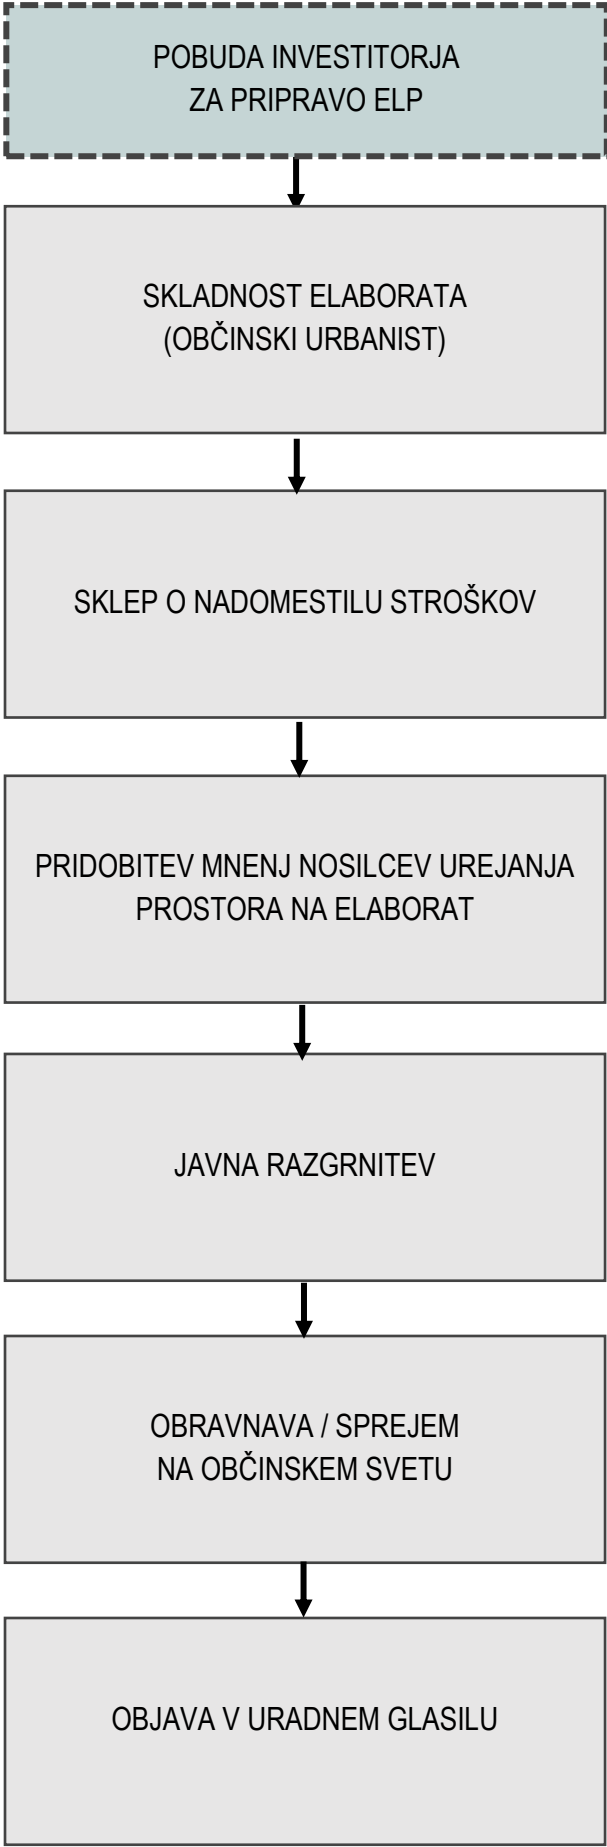 POBUDA INVESTITORJA
ZA PRIPRAVO ELP
SKLADNOST ELABORATA
(OBČINSKI URBANIST)
SKLEP O NADOMESTILU STROŠKOV
PRIDOBITEV MNENJ NOSILCEV UREJANJA
PROSTORA NA ELABORAT
JAVNA RAZGRNITEV
OBRAVNAVA / SPREJEM
NA OBČINSKEM SVETU
OBJAVA V URADNEM GLASILU